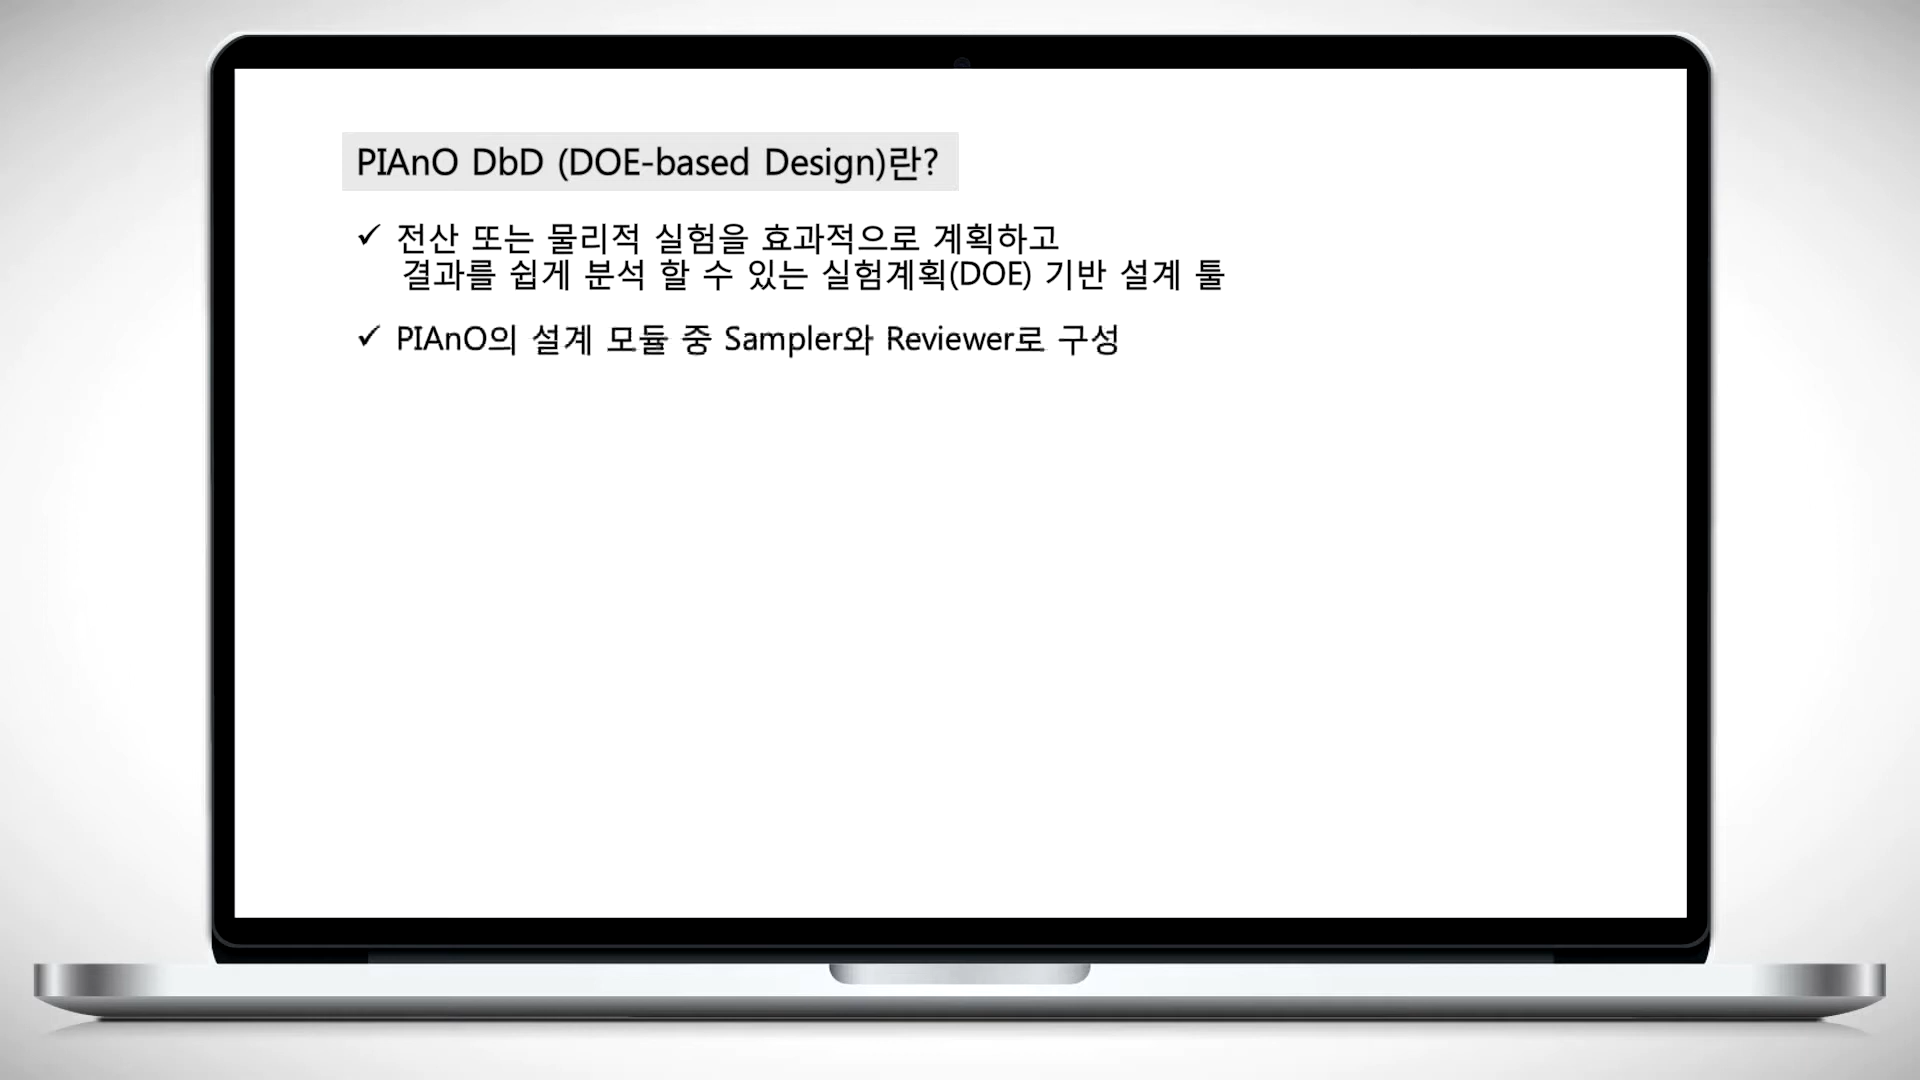 PIAnO DbD (DOE-based Design)란?
✓ 전산 또는 물리적 실험을 효과적으로 계획하고
결과를 쉽게 분석 할 수 있는 실험계획(DOE) 기반 설계 툴
✓ PIAnO의 설계 모듈 중 Sampler와 Reviewer로 구성